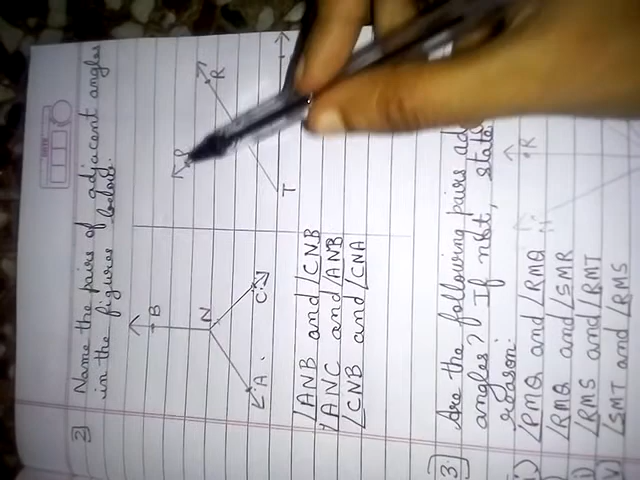 2) Name the pairs of adjacent angles
in the figures below.
B
N
A
C
P
R
T
∠ANB and ∠CNB
∠ANC and ∠ANB
∠CNB and ∠CNA
3. Are the following pairs ad
angles? If not, state
reason.
i) ∠PMQ and ∠RMQ
) ∠RMQ and ∠SMR
i) ∠RMS and ∠RMT
v) ∠SMT and ∠RMS
R